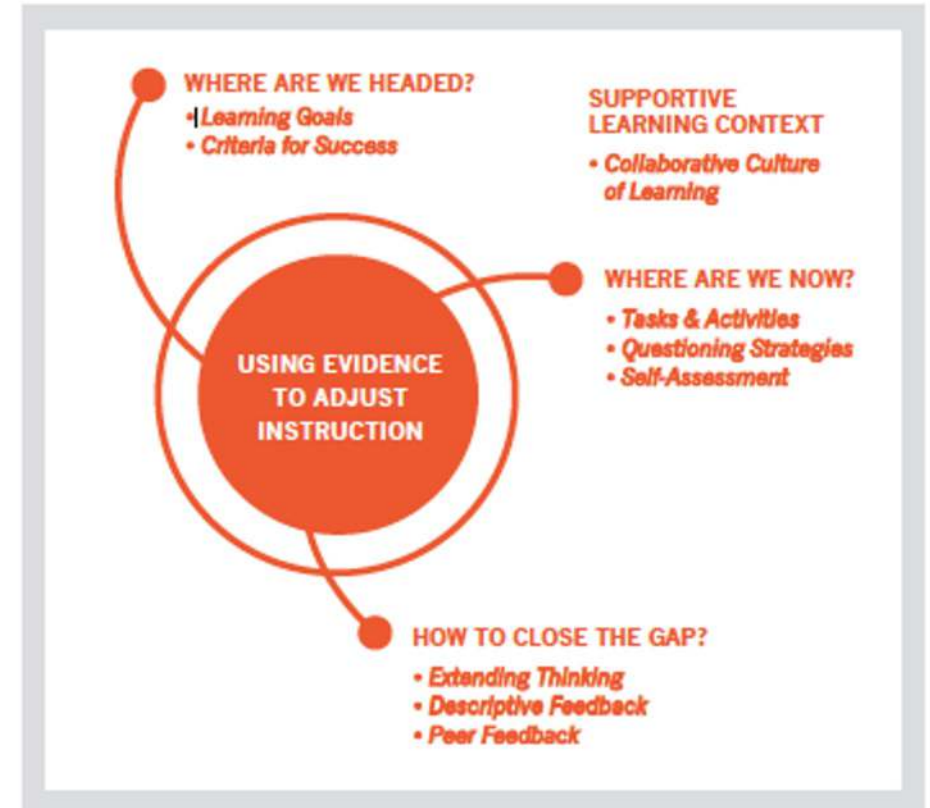 WHERE ARE WE HEADED?
• Learning Goals
• Criteria for Success
SUPPORTIVE
LEARNING CONTEXT
• Collaborative Culture
of Learning
WHERE ARE WE NOW?
• Tasks & Activities
• Questioning Strategies
• Self-Assessment
USING EVIDENCE
TO ADJUST
INSTRUCTION
HOW TO CLOSE THE GAP?
• Extending Thinking
• Descriptive Feedback
• Peer Feedback